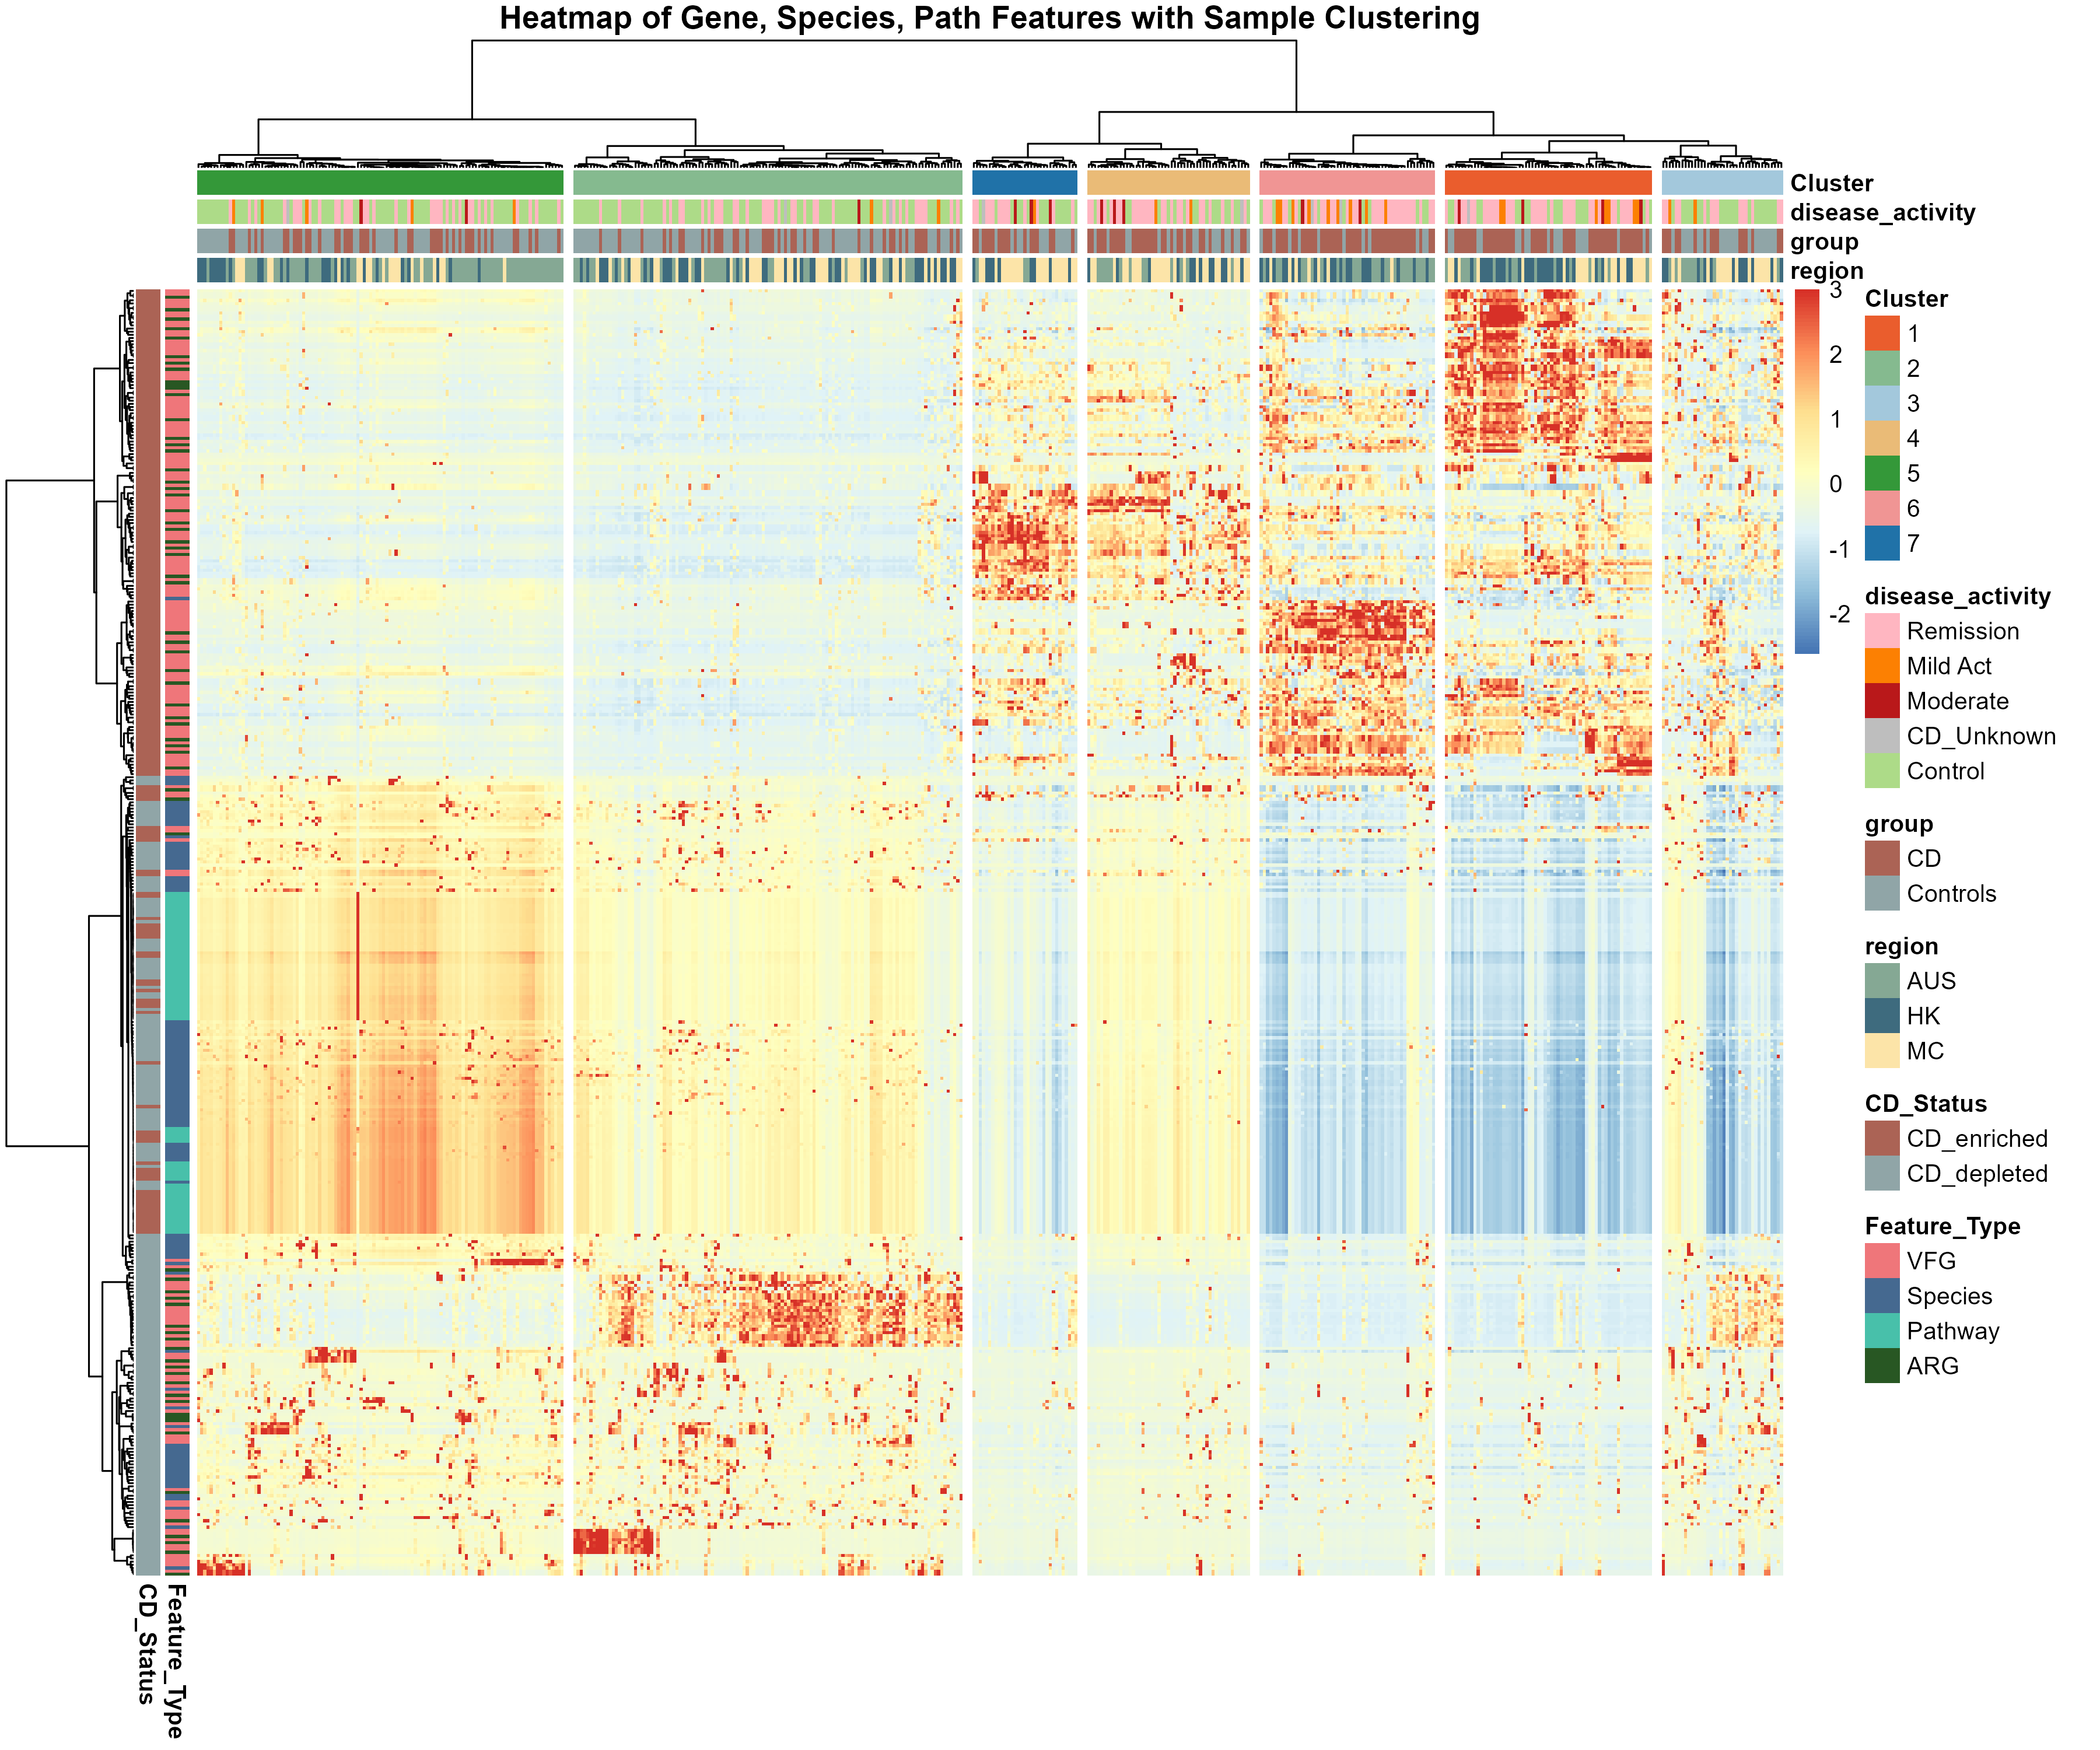 Heatmap of Gene, Species, Path Features with Sample Clustering
Cluster
disease_activity
group
region
3
2
1
0
-1
-2
Cluster
1
2
3
4
5
6
7
disease_activity
Remission
Mild Act
Moderate
CD_Unknown
Control
group
CD
Controls
region
AUS
HK
MC
CD_Status
CD_enriched
CD_depleted
Feature_Type
VFG
Species
Pathway
ARG
CD_Status
Feature_Type